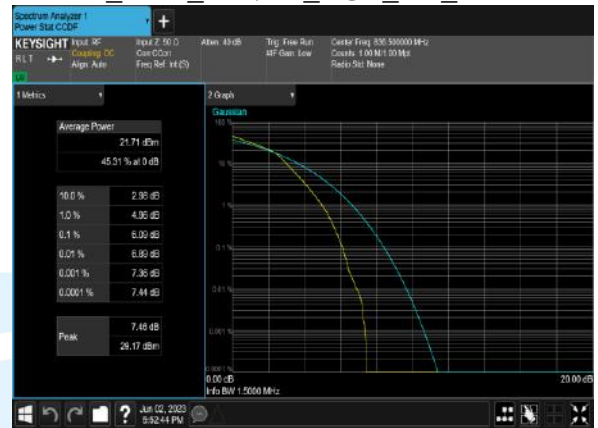 Spectrum Analyzer 1
Power Stat CCDF
KEYSIGHT Input: RF Input Z: 50 Ω Atten: 40 dB Trig: Free Run Center Freq: 836.500000 MHz
RLT Coupling: DC Corr CCorr #IF Gain: Low Counts: 1.00 M/1.00 Mpt
Align: Auto Freq Ref: Int (S) Radio Std: None
1 Metrics
2 Graph
Gaussian
Average Power
21.71 dBm
45.31 % at 0 dB
10.0 % 2.98 dB
1.0 % 4.96 dB
0.1 % 6.09 dB
0.01 % 6.89 dB
0.001 % 7.36 dB
0.0001 % 7.44 dB
Peak
7.46 dB
29.17 dBm
100 %
10 %
1 %
0.1 %
0.01 %
0.001 %
0.0001 %
0.00 dB 20.00 dB
Info BW 1.5000 MHz
Jun 02, 2023
5:52:44 PM